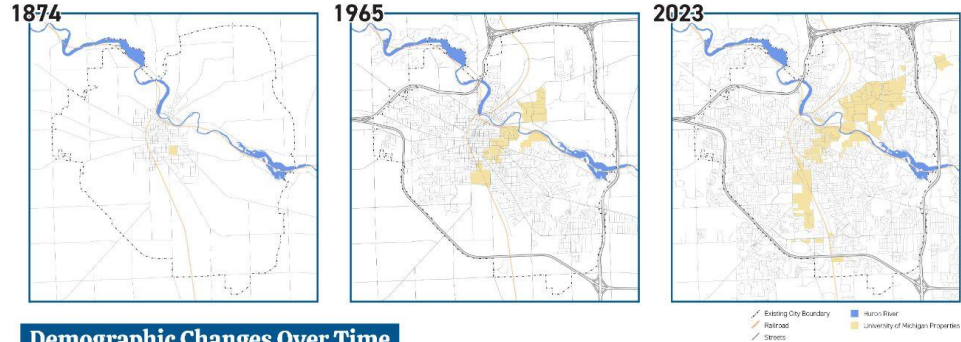 1874
1965
2023
Existing City Boundary
Railroad
Streets
Huron River
University of Michigan Properties
Demographic Changes Over Time